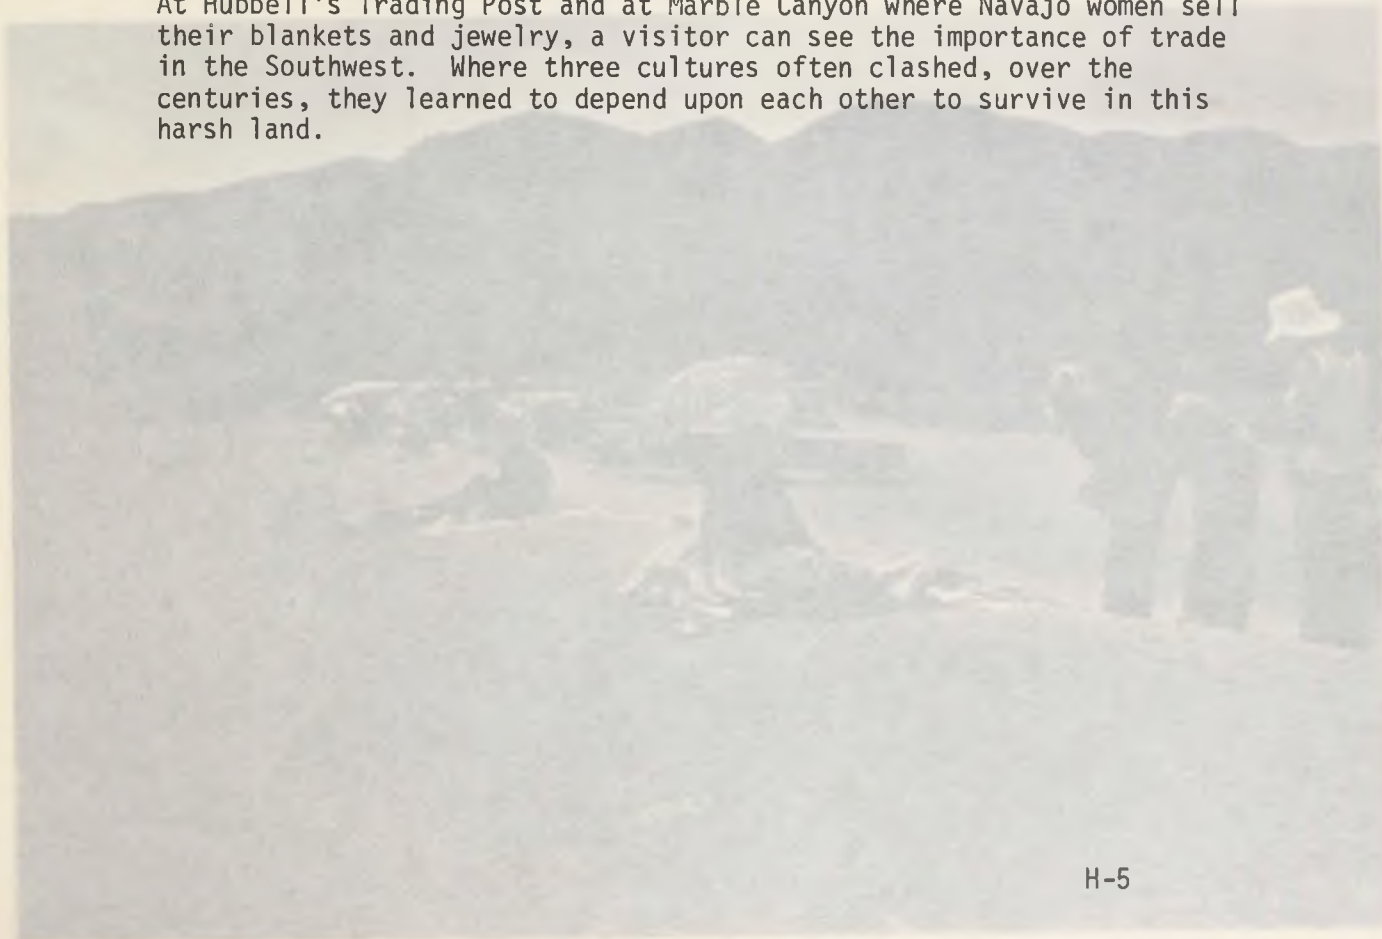 At Hubbell's Trading Post and at Marble Canyon where Navajo women sell
their blankets and jewelry, a visitor can see the importance of trade
in the Southwest.  Where three cultures often clashed, over the
centuries, they learned to depend upon each other to survive in this
harsh land.
H-5